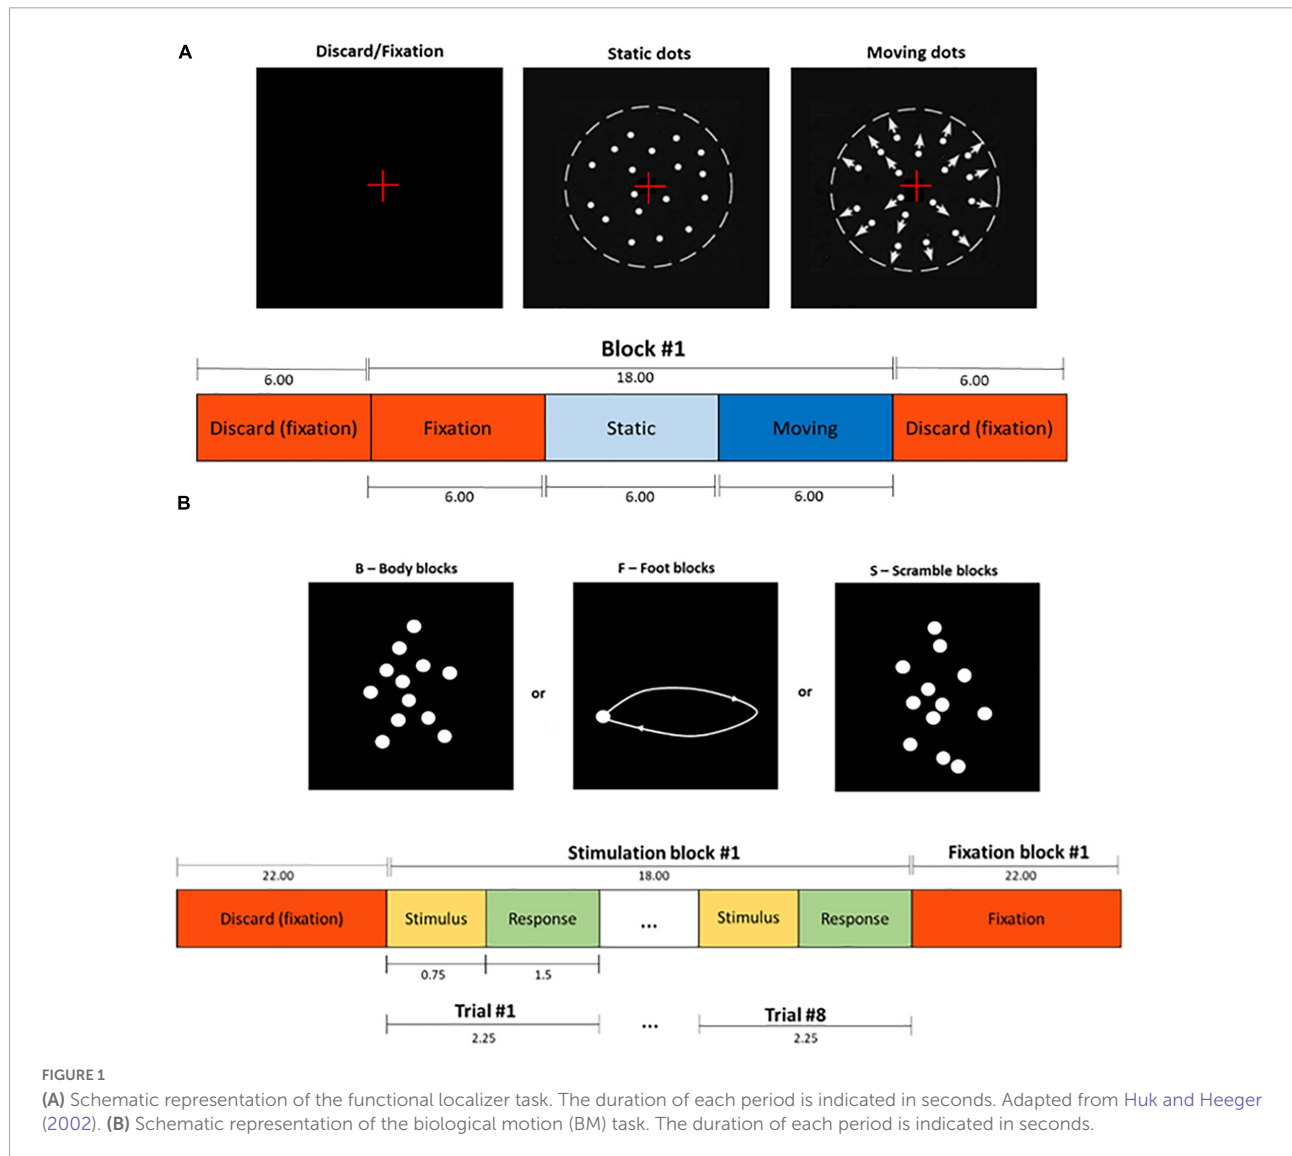 A
Discard/Fixation
Static dots
Moving dots
Block #1
6.00
18.00
6.00
Discard (fixation)
Fixation
Static
Moving
Discard (fixation)
6.00
6.00
6.00
B
B – Body blocks
F – Foot blocks
S – Scramble blocks
or
or
Stimulation block #1
Fixation block #1
22.00
18.00
22.00
Discard (fixation)
Stimulus
Response
...
Stimulus
Response
Fixation
0.75
1.5
Trial #1
...
Trial #8
2.25
2.25
FIGURE 1
(A) Schematic representation of the functional localizer task. The duration of each period is indicated in seconds. Adapted from Huk and Heeger
(2002). (B) Schematic representation of the biological motion (BM) task. The duration of each period is indicated in seconds.